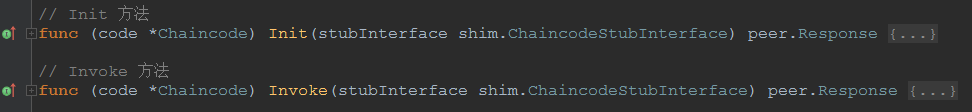 // Init 方法
func (code *Chaincode) Init(stubInterface shim.ChaincodeStubInterface) peer.Response {...}
// Invoke 方法
func (code *Chaincode) Invoke(stubInterface shim.ChaincodeStubInterface) peer.Response {...}